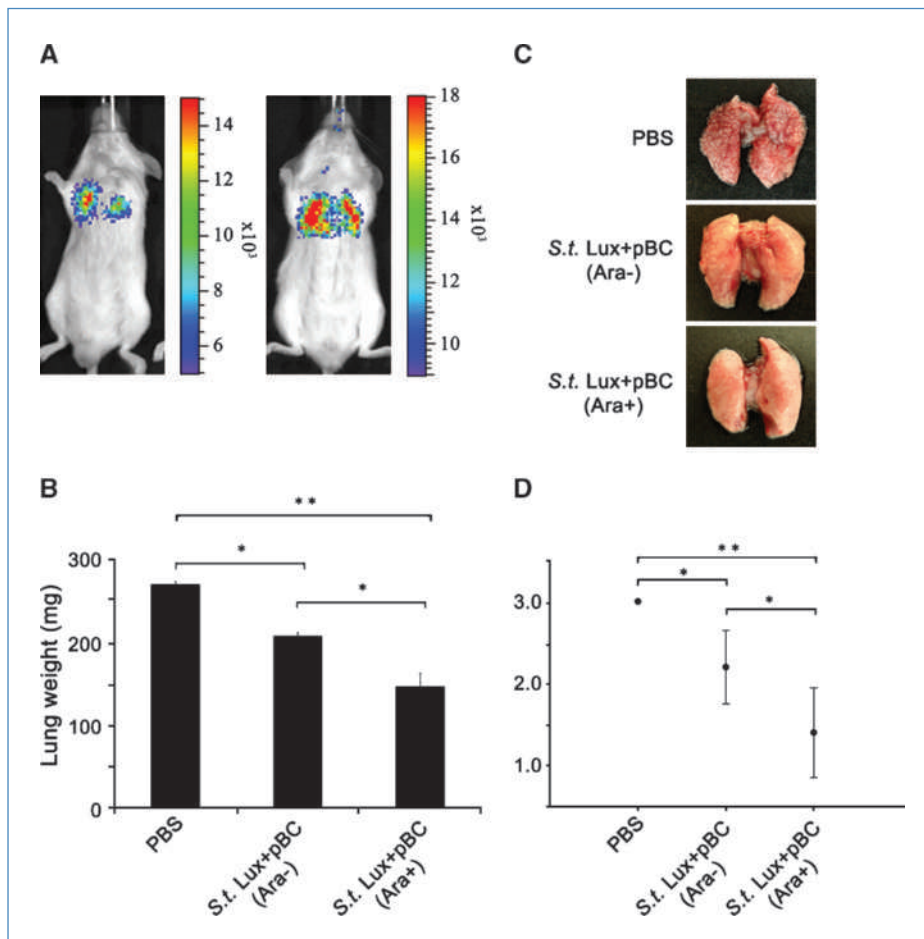 A
14
12
10
8
6
x10³
18
16
14
12
10
x10³
C
PBS
S.t. Lux+pBC
(Ara-)
S.t. Lux+pBC
(Ara+)
B
**
*
*
300
200
100
0
Lung weight (mg)
PBS
S.t. Lux+pBC
(Ara-)
S.t. Lux+pBC
(Ara+)
D
**
*
*
3.0
2.0
1.0
PBS
S.t. Lux+pBC
(Ara-)
S.t. Lux+pBC
(Ara+)